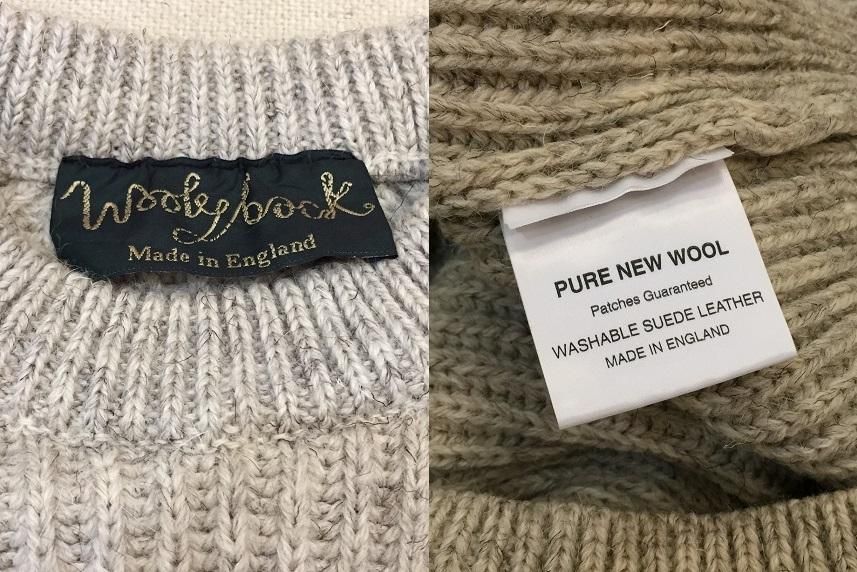 Woolybock
Made in England
PURE NEW WOOL
Patches Guaranteed
WASHABLE SUEDE LEATHER
MADE IN ENGLAND